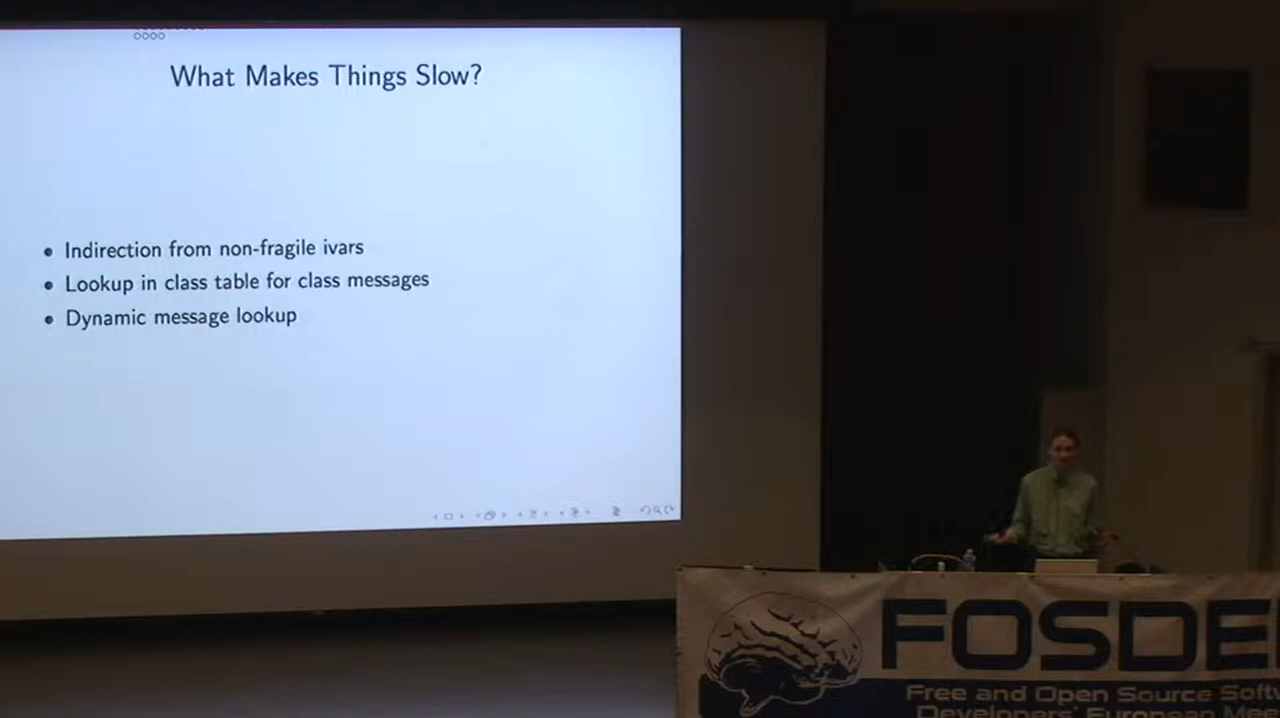 What Makes Things Slow?
• Indirection from non-fragile ivars
• Lookup in class table for class messages
• Dynamic message lookup
FOSDE
Free and Open Source Softw
Developers' European Mee